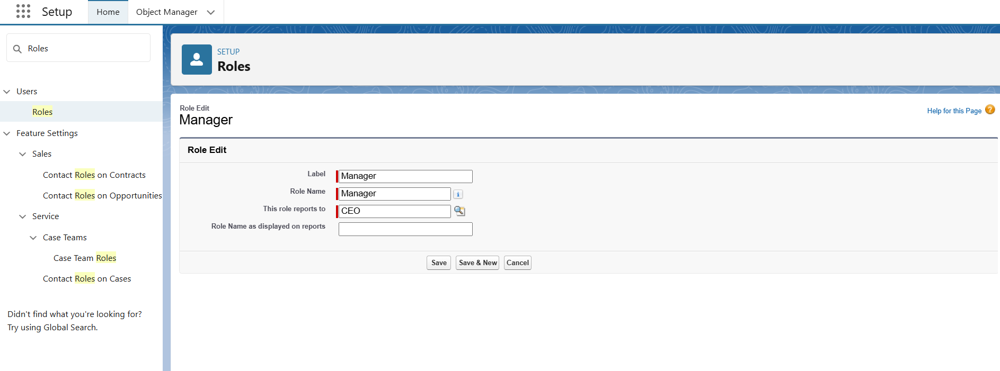 Setup
Home
Object Manager
Roles
Users
Roles
Feature Settings
Sales
Contact Roles on Contracts
Contact Roles on Opportunities
Service
Case Teams
Case Team Roles
Contact Roles on Cases
Didn't find what you're looking for?
Try using Global Search.
SETUP
Roles
Role Edit
Manager
Help for this Page ?
Role Edit
Label Manager
Role Name Manager i
This role reports to CEO
Role Name as displayed on reports
Save Save & New Cancel